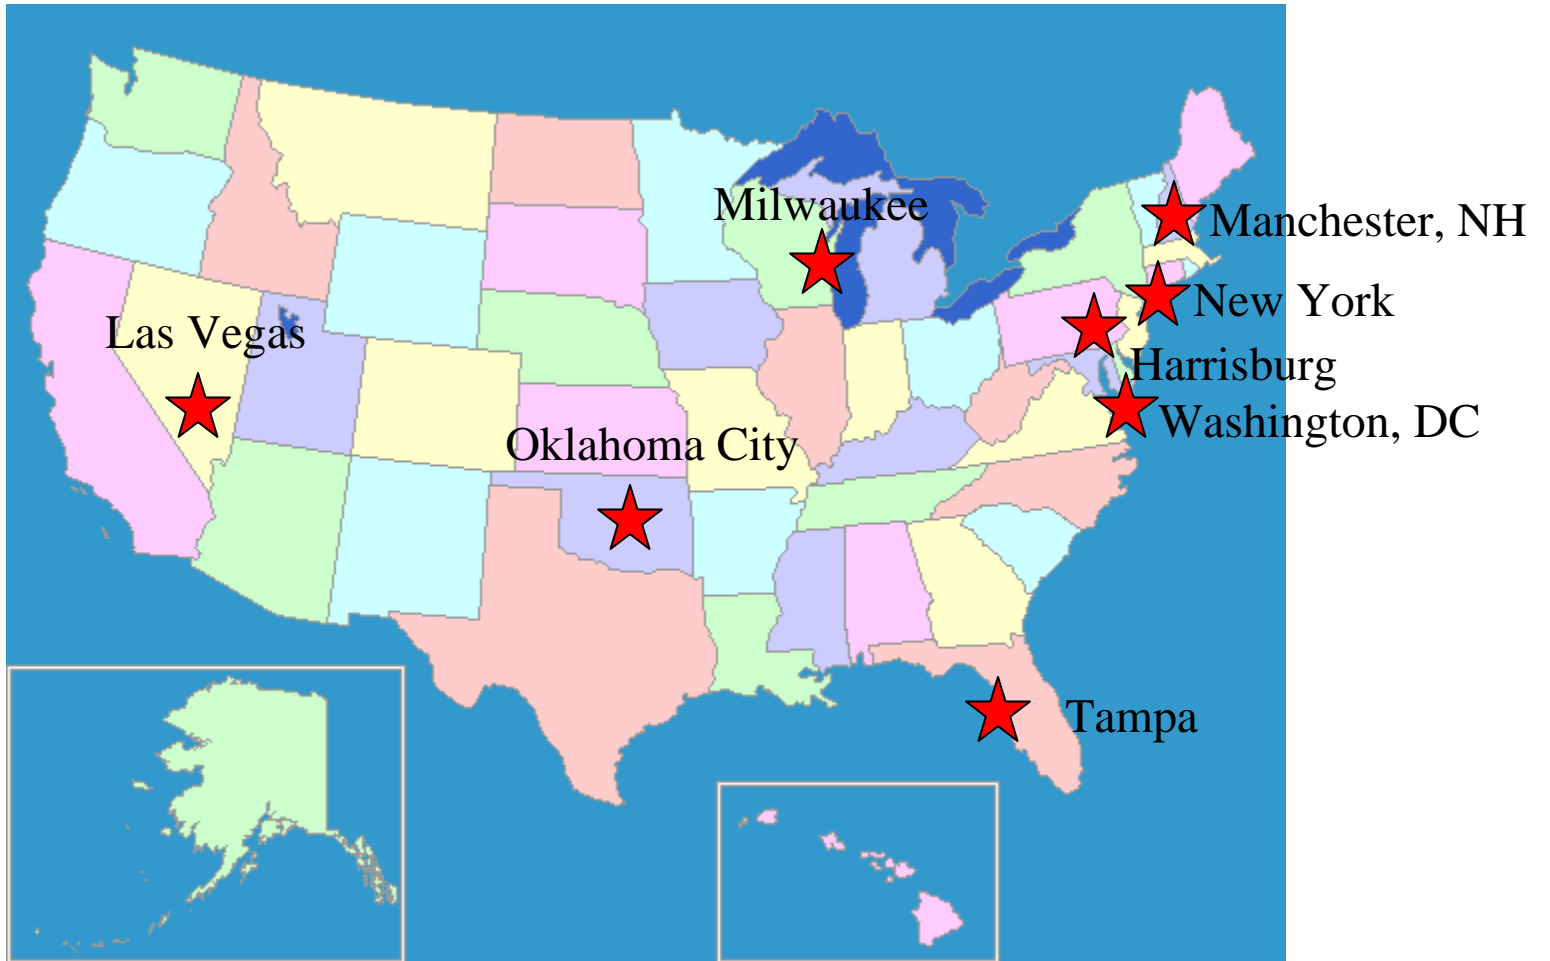 Milwaukee
Manchester, NH
New York
Las Vegas
Harrisburg
Washington, DC
Oklahoma City
Tampa